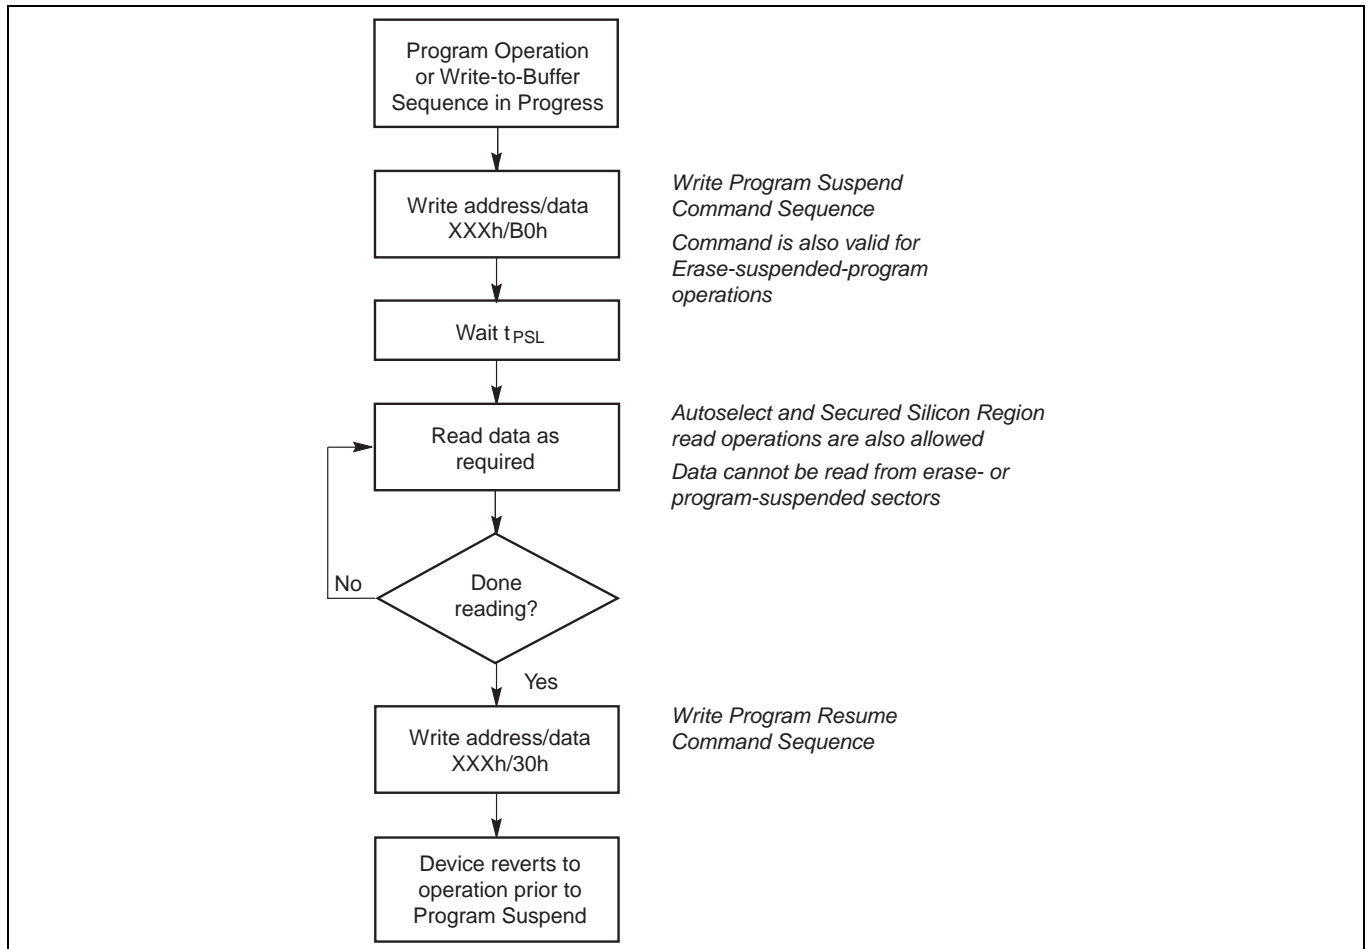 Program Operation
or Write-to-Buffer
Sequence in Progress
Write address/data
XXXh/B0h
Write Program Suspend
Command Sequence
Command is also valid for
Erase-suspended-program
operations
Wait tPSL
Read data as
required
Autoselect and Secured Silicon Region
read operations are also allowed
Data cannot be read from erase- or
program-suspended sectors
No
Done
reading?
Yes
Write address/data
XXXh/30h
Write Program Resume
Command Sequence
Device reverts to
operation prior to
Program Suspend